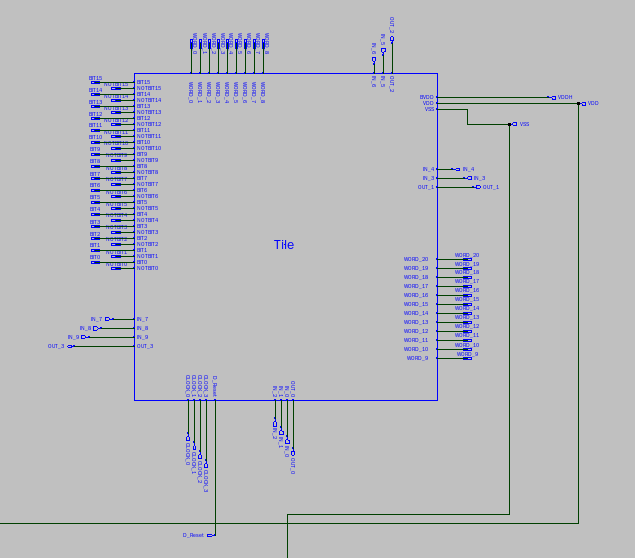 WORD_0 WORD_1 WORD_2 WORD_3 WORD_4 WORD_5 WORD_6 WORD_7 WORD_8
IN_6 IN_5 OUT_2
WORD_0 WORD_1 WORD_2 WORD_3 WORD_4 WORD_5 WORD_6 WORD_7 WORD_8
IN_6 IN_5 OUT_2
BIT15 BIT15
NOTBIT15 NOTBIT15
BIT14 BIT14
NOTBIT14 NOTBIT14
BIT13 BIT13
NOTBIT13 NOTBIT13
BIT12 BIT12
NOTBIT12 NOTBIT12
BIT11 BIT11
NOTBIT11 NOTBIT11
BIT10 BIT10
NOTBIT10 NOTBIT10
BIT9 BIT9
NOTBIT9 NOTBIT9
BIT8 BIT8
NOTBIT8 NOTBIT8
BIT7 BIT7
NOTBIT7 NOTBIT7
BIT6 BIT6
NOTBIT6 NOTBIT6
BIT5 BIT5
NOTBIT5 NOTBIT5
BIT4 BIT4
NOTBIT4 NOTBIT4
BIT3 BIT3
NOTBIT3 NOTBIT3
BIT2 BIT2
NOTBIT2 NOTBIT2
BIT1 BIT1
NOTBIT1 NOTBIT1
BIT0 BIT0
NOTBIT0 NOTBIT0
VDDH
VDD VDD
VSS
VSS
IN_4 IN_4
IN_3 IN_3
OUT_1 OUT_1
Tile
WORD_20 WORD_20
WORD_19 WORD_19
WORD_18 WORD_18
WORD_17 WORD_17
WORD_16 WORD_16
WORD_15 WORD_15
WORD_14 WORD_14
WORD_13 WORD_13
WORD_12 WORD_12
WORD_11 WORD_11
WORD_10 WORD_10
WORD_9 WORD_9
IN_7 IN_7
IN_8 IN_8
IN_9 IN_9
OUT_3 OUT_3
CLOCK_0 CLOCK_1 CLOCK_2 CLOCK_3 D_Reset
IN_2 IN_1 IN_0 OUT_0
CLOCK_0 CLOCK_1 CLOCK_2 CLOCK_3
IN_2 IN_1 IN_0 OUT_0
D_Reset